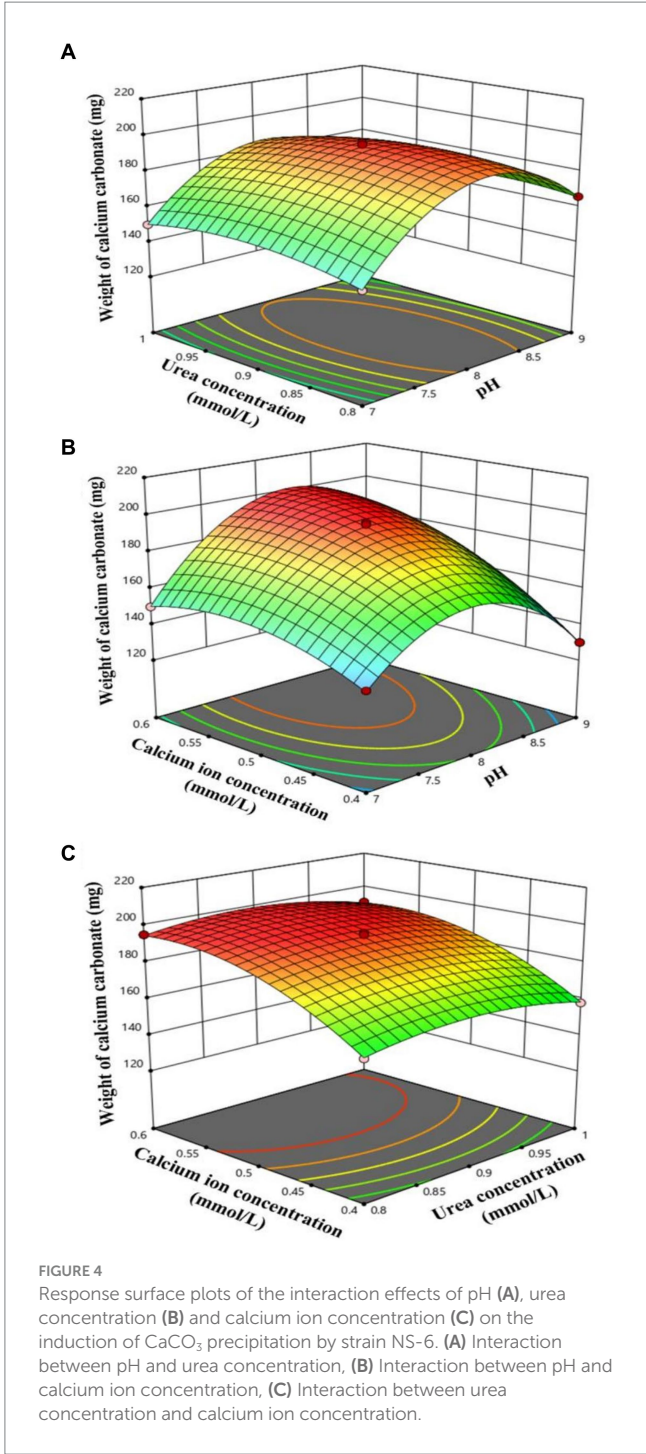 A
Weight of calcium carbonate (mg)
220
200
180
160
140
120
1
0.95
0.9
0.85
0.8
Urea concentration
(mmol/L)
7
7.5
8
8.5
9
pH
B
Weight of calcium carbonate (mg)
220
200
180
160
140
120
0.6
0.55
0.5
0.45
0.4
Calcium ion concentration
(mmol/L)
7
7.5
8
8.5
9
pH
C
Weight of calcium carbonate (mg)
220
200
180
160
140
120
0.6
0.55
0.5
0.45
0.4
Calcium ion concentration
(mmol/L)
0.8
0.85
0.9
0.95
1
Urea concentration
(mmol/L)
FIGURE 4
Response surface plots of the interaction effects of pH (A), urea
concentration (B) and calcium ion concentration (C) on the
induction of CaCO₃ precipitation by strain NS-6. (A) Interaction
between pH and urea concentration, (B) Interaction between pH and
calcium ion concentration, (C) Interaction between urea
concentration and calcium ion concentration.